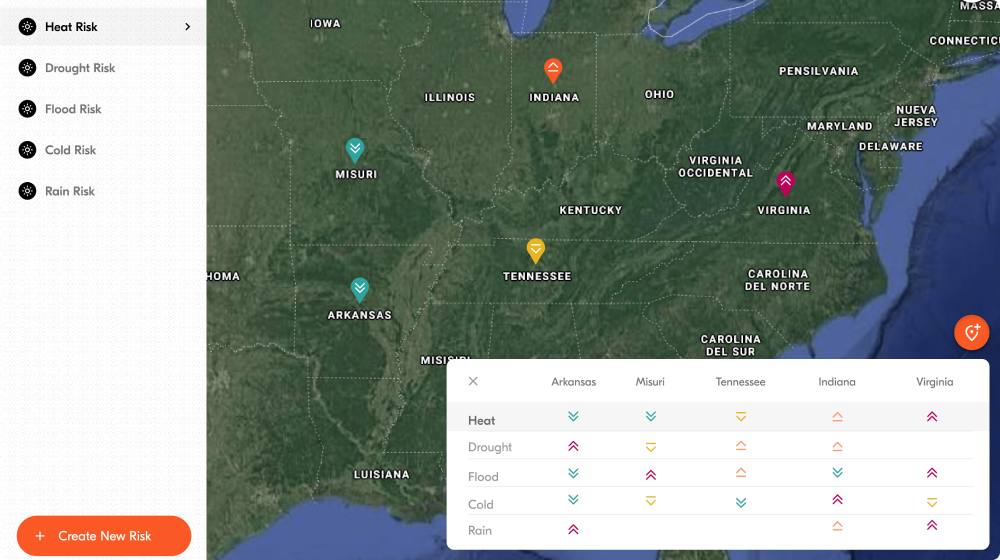 Heat Risk
Drought Risk
Flood Risk
Cold Risk
Rain Risk
+ Create New Risk
IOWA
MASSA
CONNECTIC
PENSILVANIA
ILLINOIS
INDIANA
OHIO
NUEVA
JERSEY
MARYLAND
DELAWARE
MISURI
VIRGINIA
OCCIDENTAL
KENTUCKY
VIRGINIA
HOMA
TENNESSEE
CAROLINA
DEL NORTE
ARKANSAS
CAROLINA
DEL SUR
MISISIPI
LUISIANA
Arkansas Misuri Tennessee Indiana Virginia
Heat
Drought
Flood
Cold
Rain